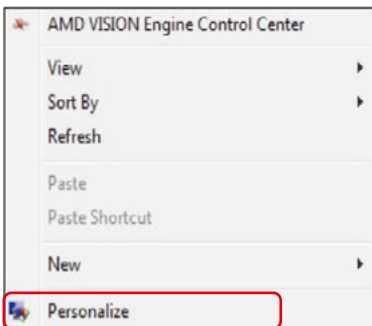 AMD VISION Engine Control Center
View
Sort By
Refresh
Paste
Paste Shortcut
New
Personalize